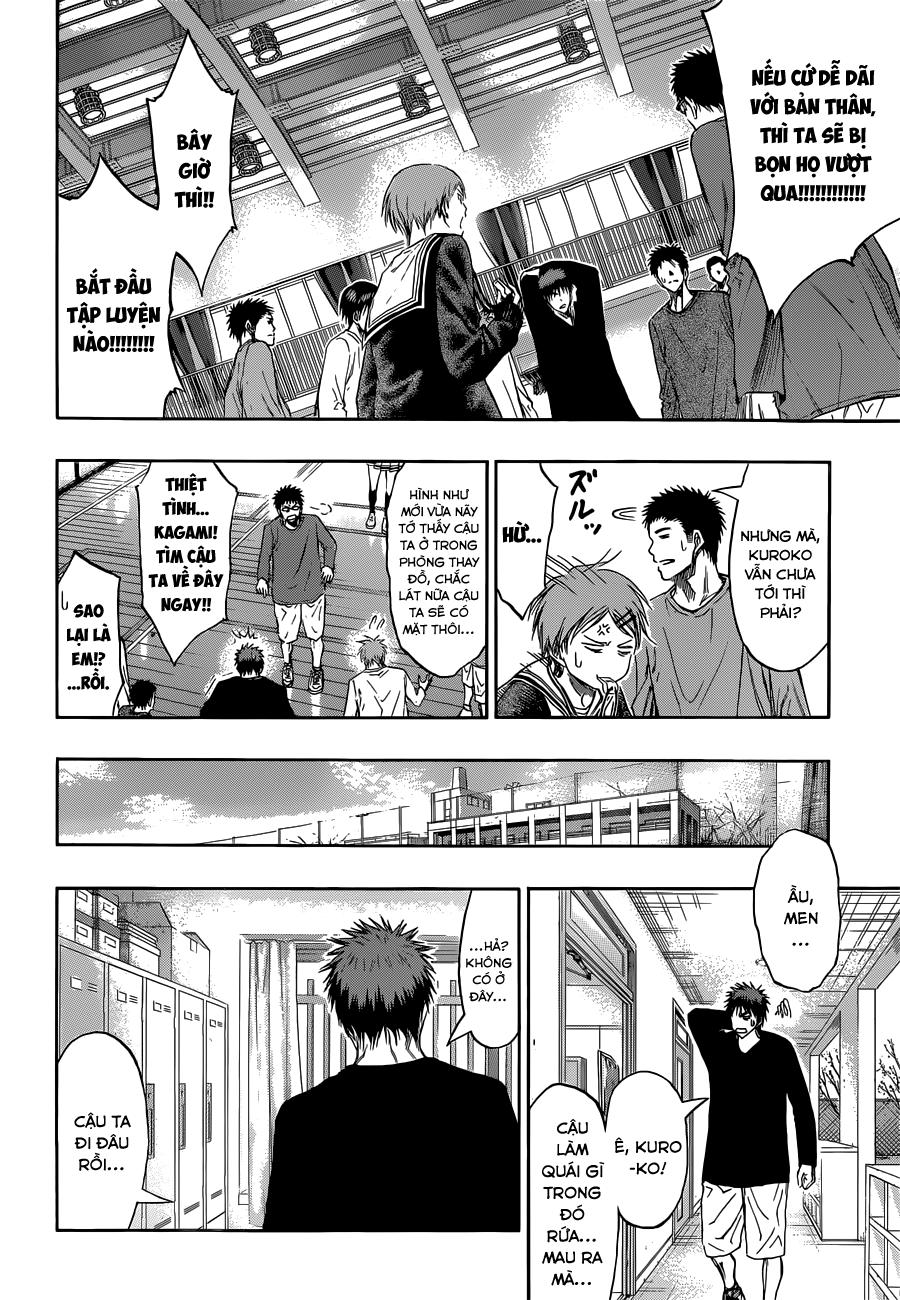 NẾU CỨ DỄ DÃI
VỚI BẢN THÂN,
THÌ TA SẼ BỊ
BỌN HỌ VƯỢT
QUA!!!!!!!!!!!!!
BÂY
GIỜ
THÌ!!
BẮT ĐẦU
TẬP LUYỆN
NÀO!!!!!!!!
NHƯNG MÀ,
KUROKO
VẪN CHƯA
TỚI THÌ
PHẢI?
ズルッ
HỪ...
HÌNH NHƯ
MỚI VỪA NÃY
TỚ THẤY CẬU
TA Ở TRONG
PHÒNG THAY
ĐỒ, CHẮC
LÁT NỮA CẬU
TA SẼ CÓ
MẶT THÔI...
THIỆT
TÌNH...
KAGAMI!
TÌM CẬU
TA VỀ ĐÂY
NGAY!!
SAO
LẠI LÀ
EM!?
...RỒI.
ẦU,
MEN
...
Ê, KURO
-KO!
CẬU
LÀM
QUÁI GÌ
TRONG
ĐÓ
RỨA...
MAU RA
MÀ...
...HẢ?
KHÔNG
CÓ Ở
ĐÂY...
CẬU TA
ĐI ĐÂU
RỒI...